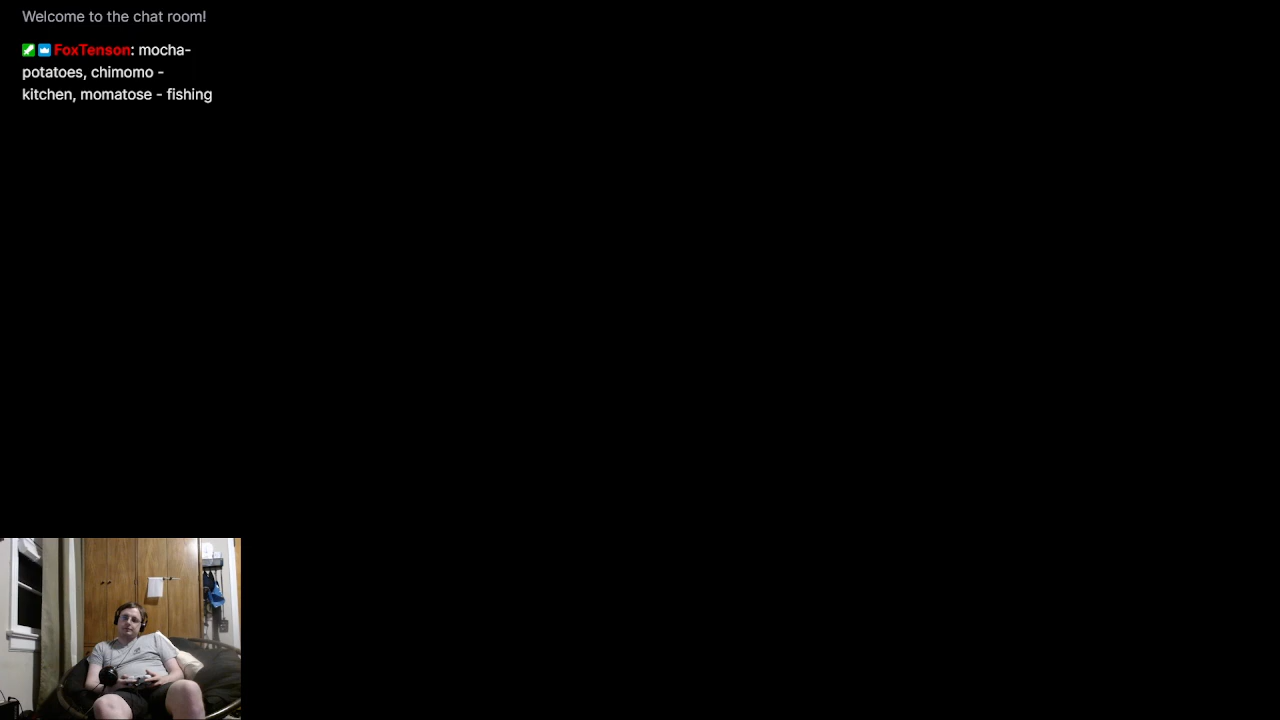 Welcome to the chat room!
FoxTenson: mocha-
potatoes, chimomo -
kitchen, momatose - fishing